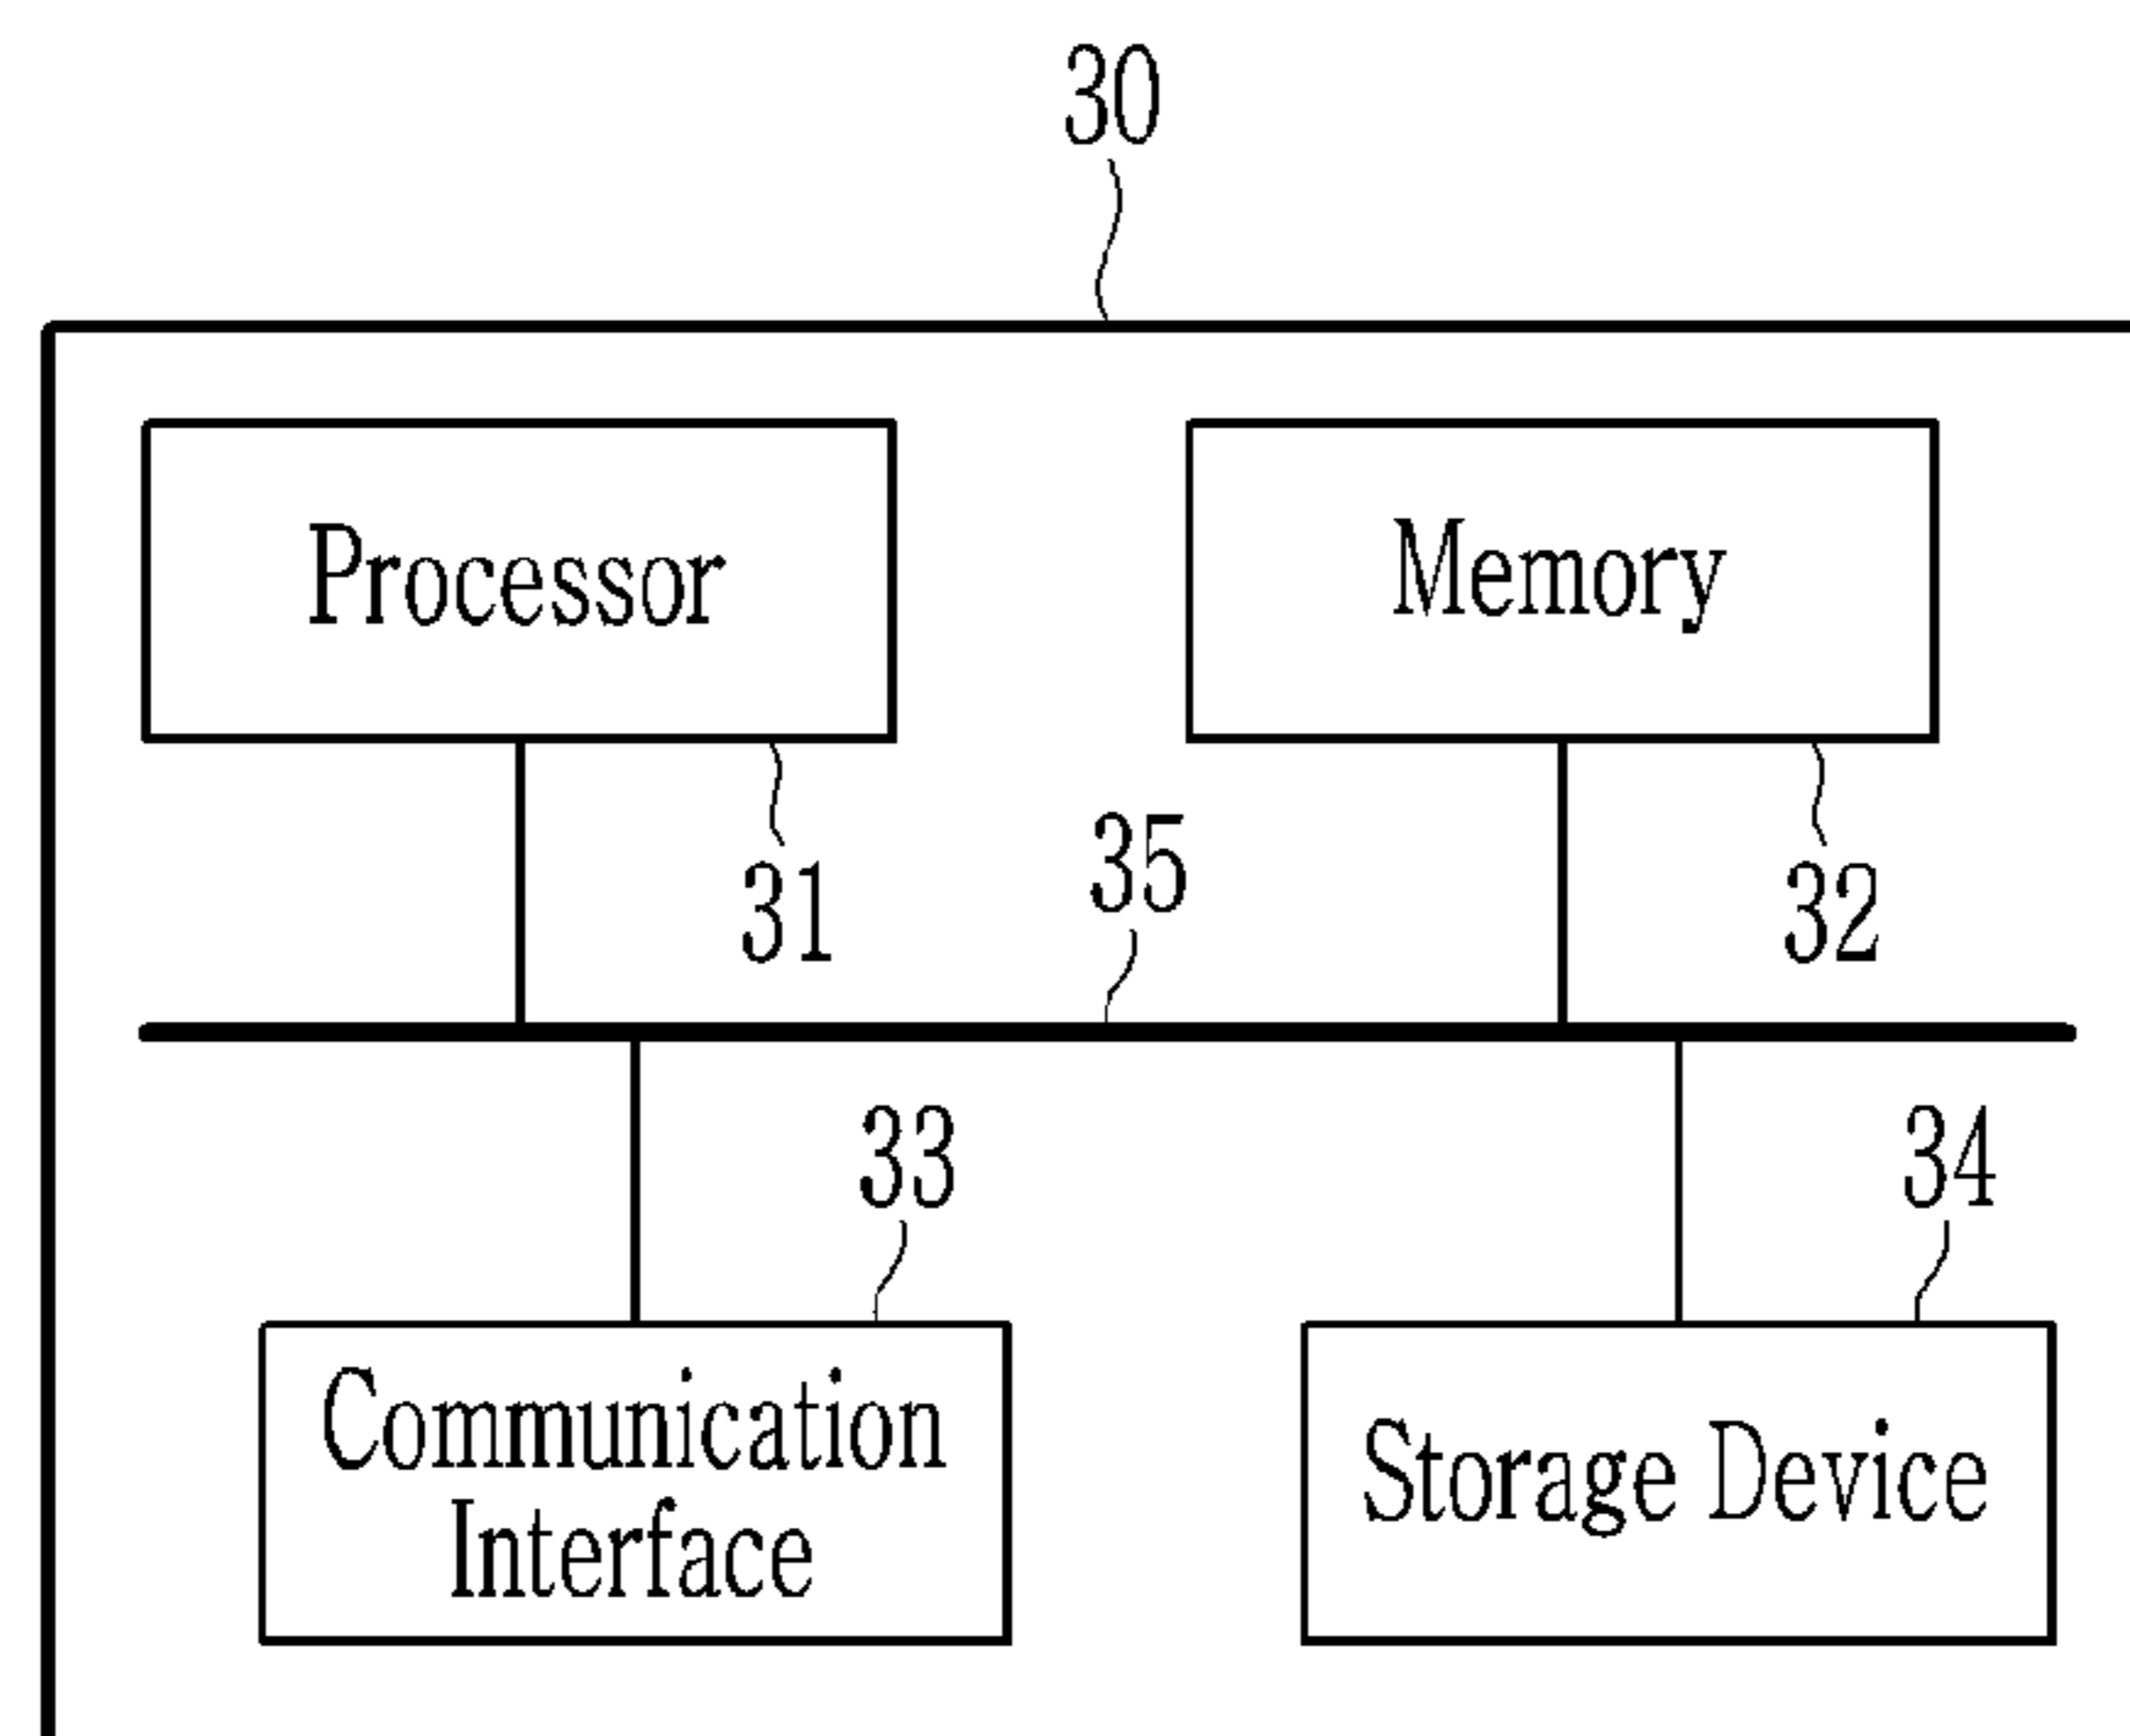 30
Processor
Memory
31
35
32
33
34
Communication
Interface
Storage Device